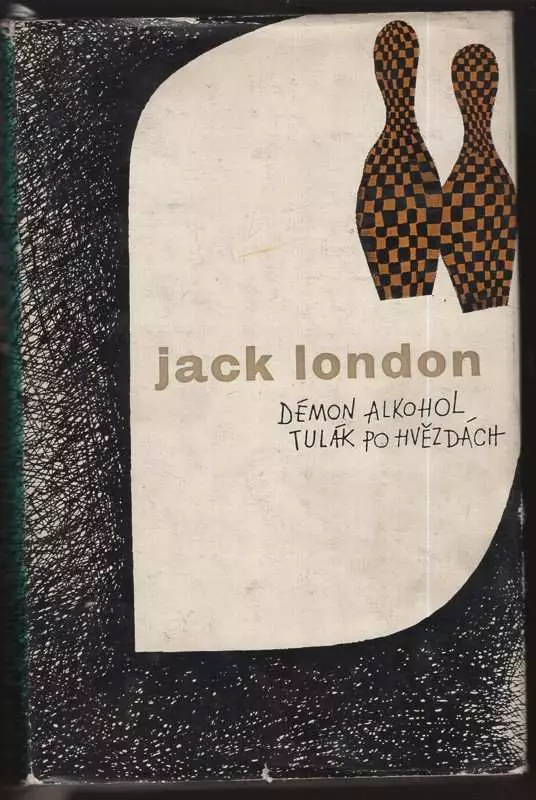 jack london
DÉMON ALKOHOL
TULÁK PO HVĚZDÁCH